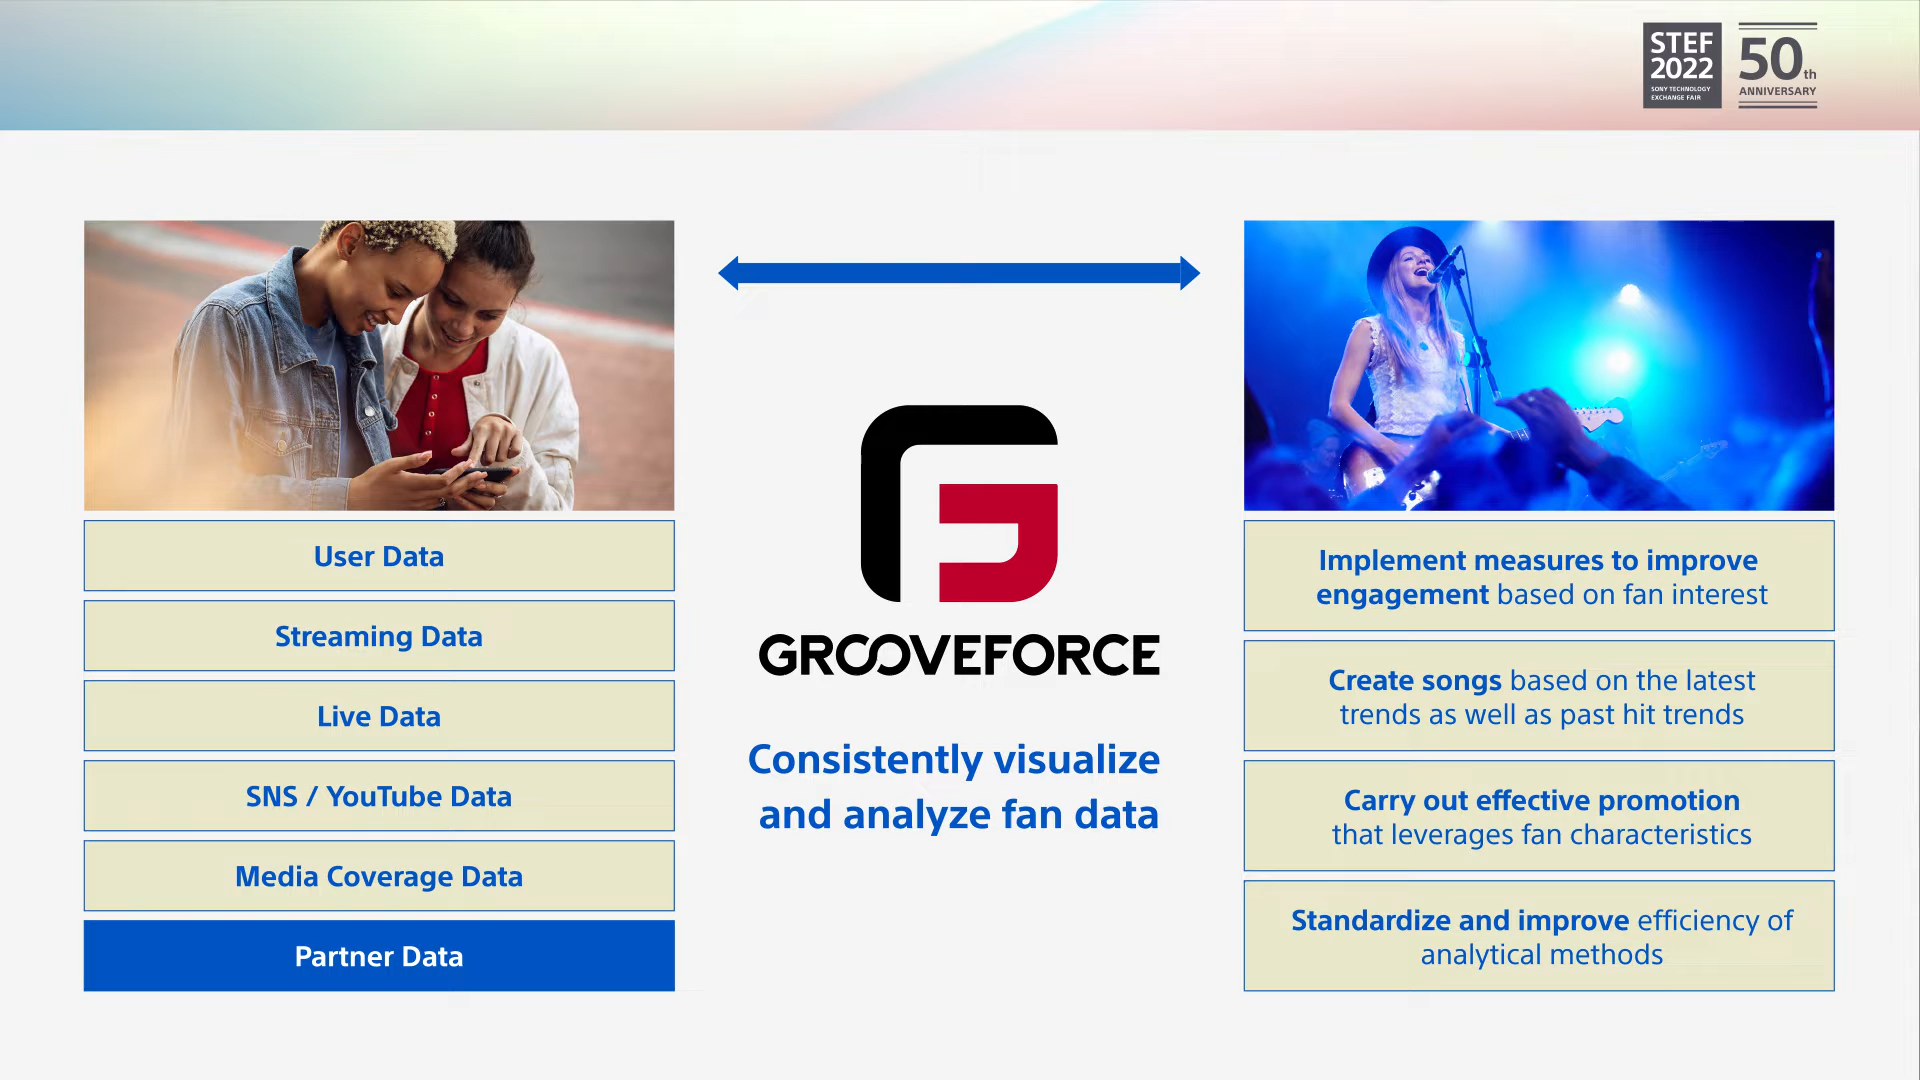 STEF
2022
SONY TECHNOLOGY
EXCHANGE FAIR
50th
ANNIVERSARY
User Data
Streaming Data
Live Data
SNS / YouTube Data
Media Coverage Data
Partner Data
GROOVEFORCE
Consistently visualize
and analyze fan data
Implement measures to improve
engagement based on fan interest
Create songs based on the latest
trends as well as past hit trends
Carry out effective promotion
that leverages fan characteristics
Standardize and improve efficiency of
analytical methods